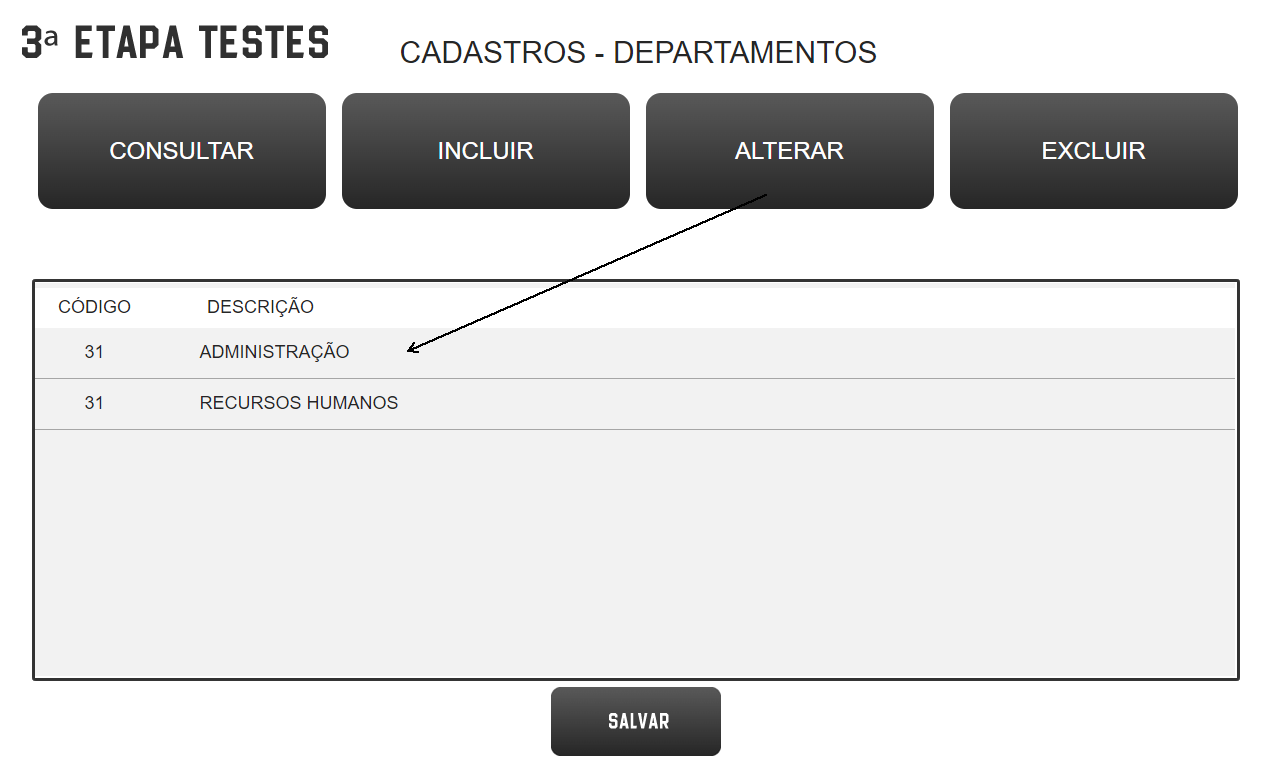 3ª ETAPA TESTES
CADASTROS - DEPARTAMENTOS
CONSULTAR INCLUIR ALTERAR EXCLUIR
CÓDIGO DESCRIÇÃO
31 ADMINISTRAÇÃO
31 RECURSOS HUMANOS
SALVAR